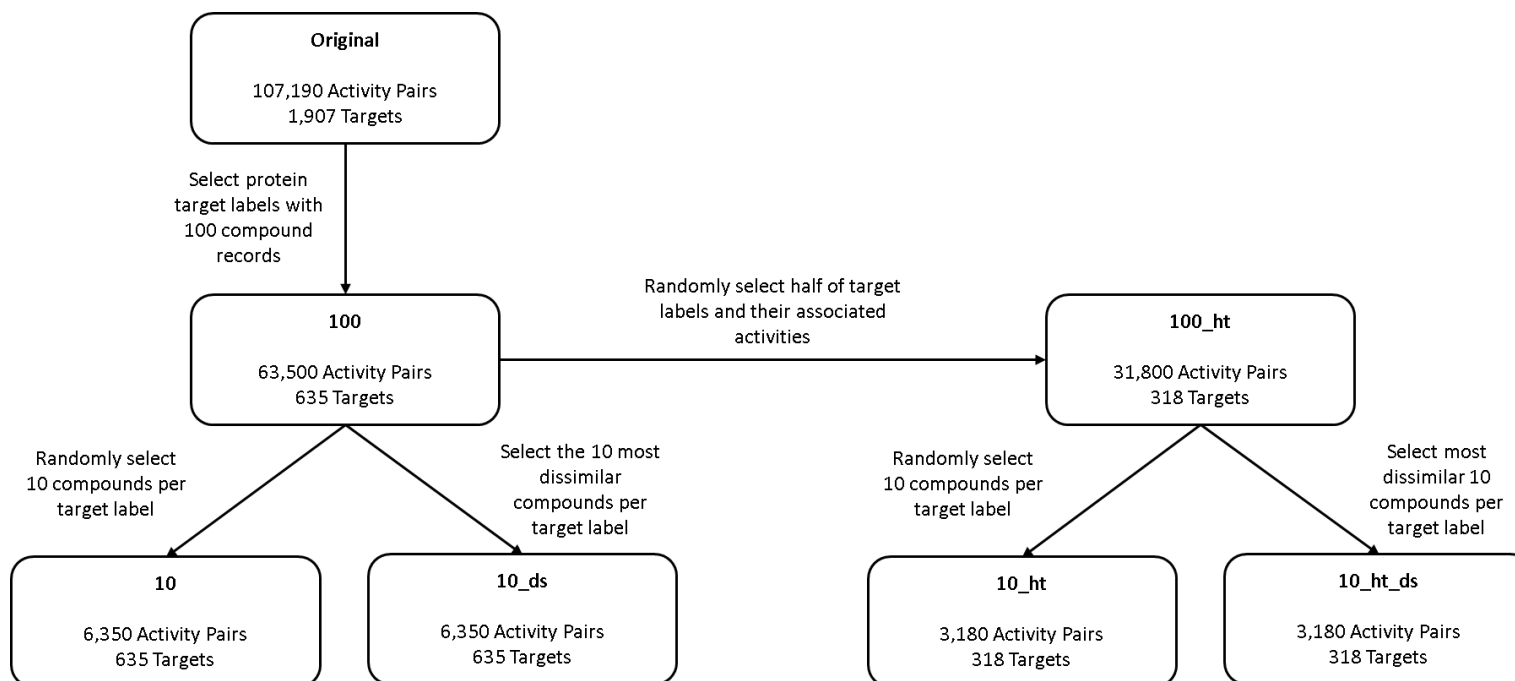 Original
107,190 Activity Pairs
1,907 Targets
Select protein
target labels with
100 compound
records
100
63,500 Activity Pairs
635 Targets
Randomly select half of target
labels and their associated
activities
100_ht
31,800 Activity Pairs
318 Targets
Randomly select
10 compounds per
target label
Select the 10 most
dissimilar
compounds per
target label
Randomly select
10 compounds per
target label
Select most
dissimilar 10
compounds per
target label
10
6,350 Activity Pairs
635 Targets
10_ds
6,350 Activity Pairs
635 Targets
10_ht
3,180 Activity Pairs
318 Targets
10_ht_ds
3,180 Activity Pairs
318 Targets